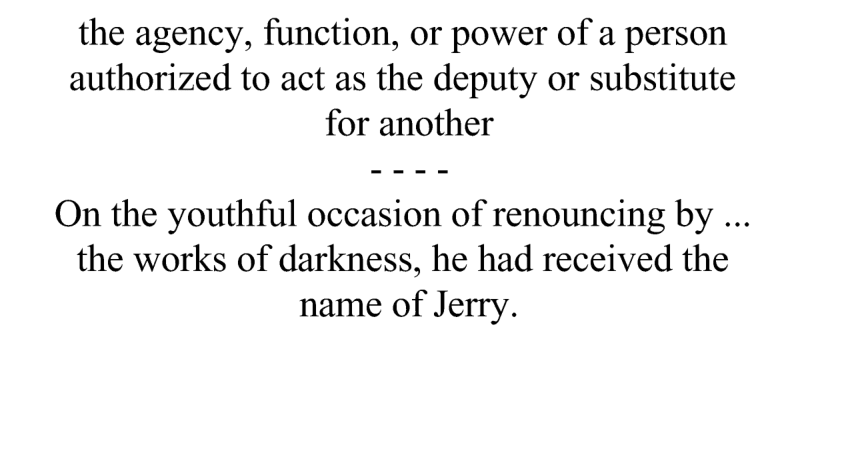 the agency, function, or power of a person
authorized to act as the deputy or substitute
for another
- - - -
On the youthful occasion of renouncing by ...
the works of darkness, he had received the
name of Jerry.